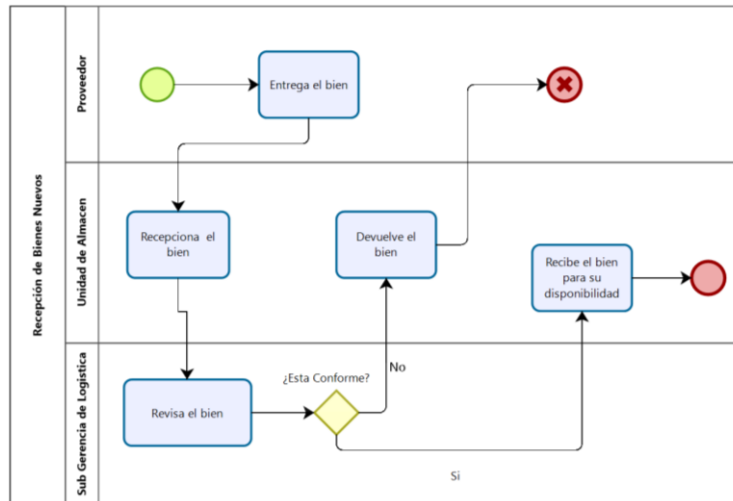 Recepción de Bienes Nuevos
Proveedor
Entrega el bien
Unidad de Almacen
Recepciona el
bien
Devuelve el
bien
Recibe el bien
para su
disponibilidad
Sub Gerencia de Logística
Revisa el bien
¿Esta Conforme?
No
Si